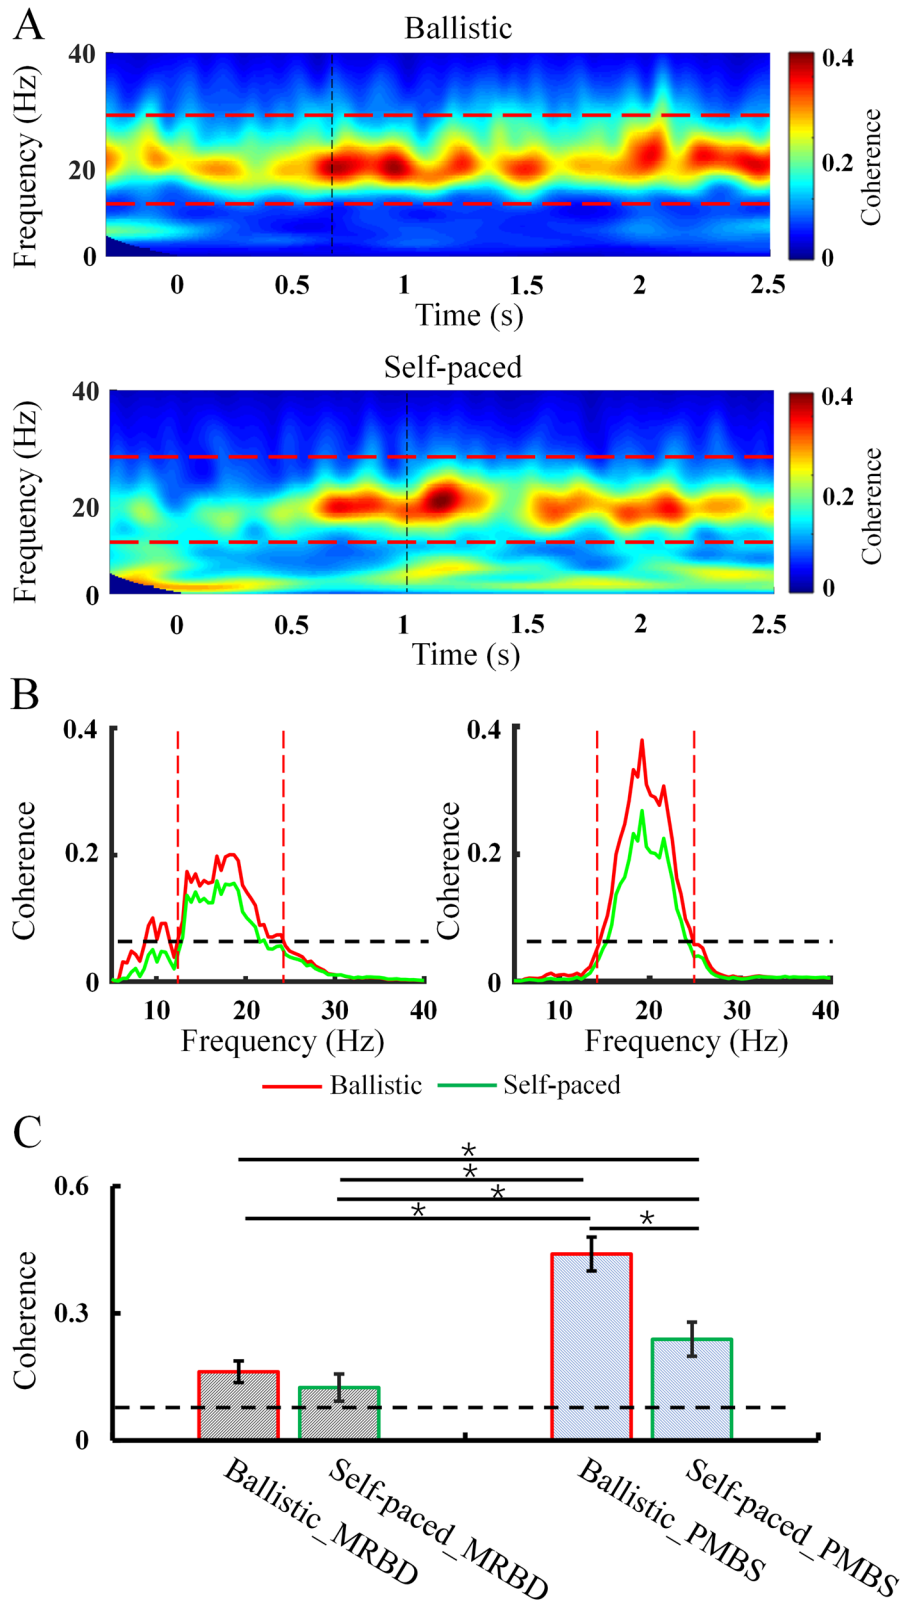 A
Ballistic
Frequency (Hz)
40
20
0
0 0.5 1 1.5 2 2.5
Time (s)
0.4
0.2
0
Coherence
Self-paced
Frequency (Hz)
40
20
0
0 0.5 1 1.5 2 2.5
Time (s)
0.4
0.2
0
Coherence
B
Coherence
0.4
0.2
0
10 20 30 40
Frequency (Hz)
Coherence
0.4
0.2
0
10 20 30 40
Frequency (Hz)
Ballistic Self-paced
C
*
*
*
*
*
Coherence
0.6
0.3
0
Ballistic_MRBD
Self-paced_MRBD
Ballistic_PMBS
Self-paced_PMBS